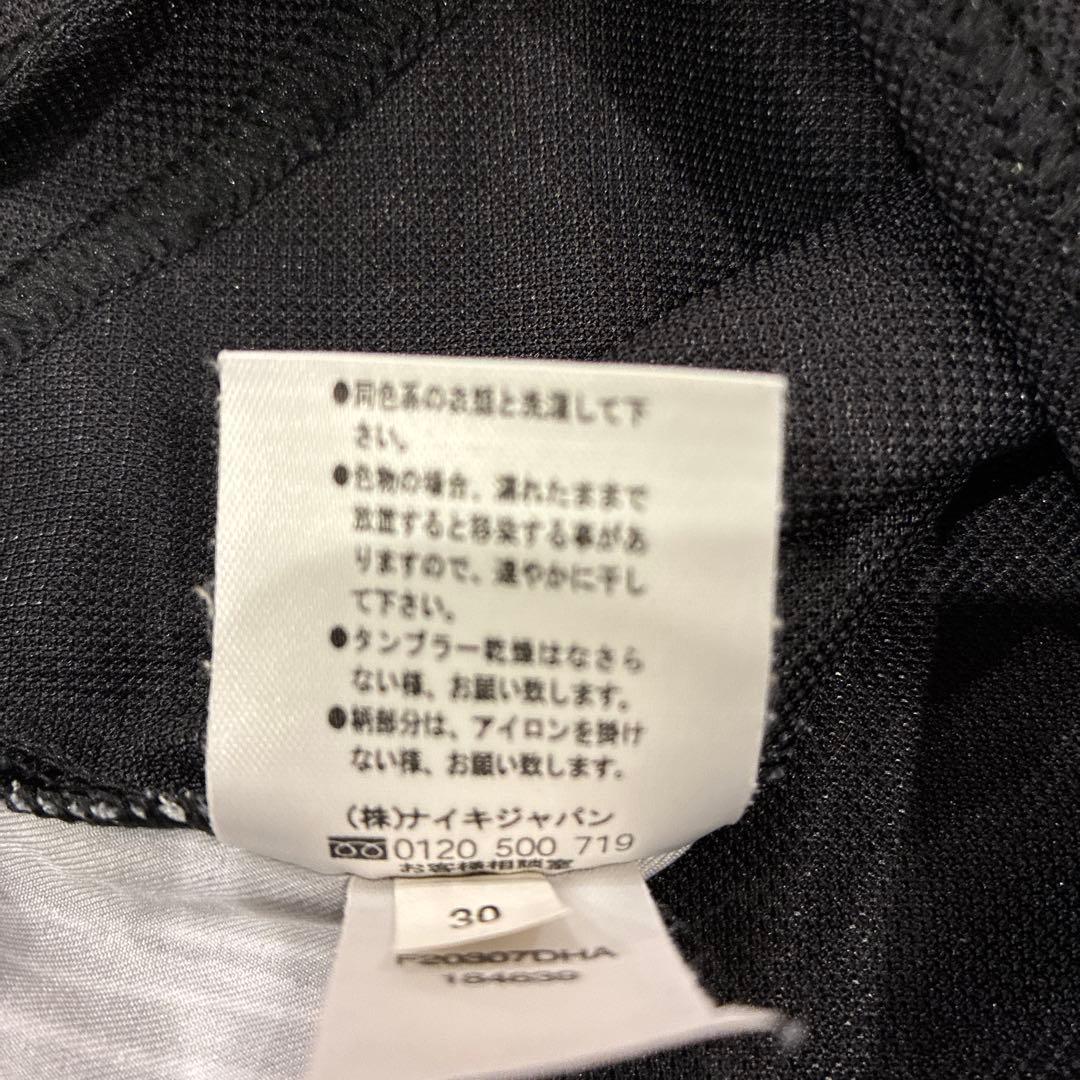 ●同色系の衣類と洗濯して下
さい。
●色物の場合、濡れたままで
放置すると移染する事があ
りますので、速やかに干し
て下さい。
●タンブラー乾燥はなさら
ない様、お願い致します。
●柄部分は、アイロンを掛け
ない様、お願い致します。
(株)ナイキジャパン
0120 500 719
お客様相談室
30
F20307DHA
184639